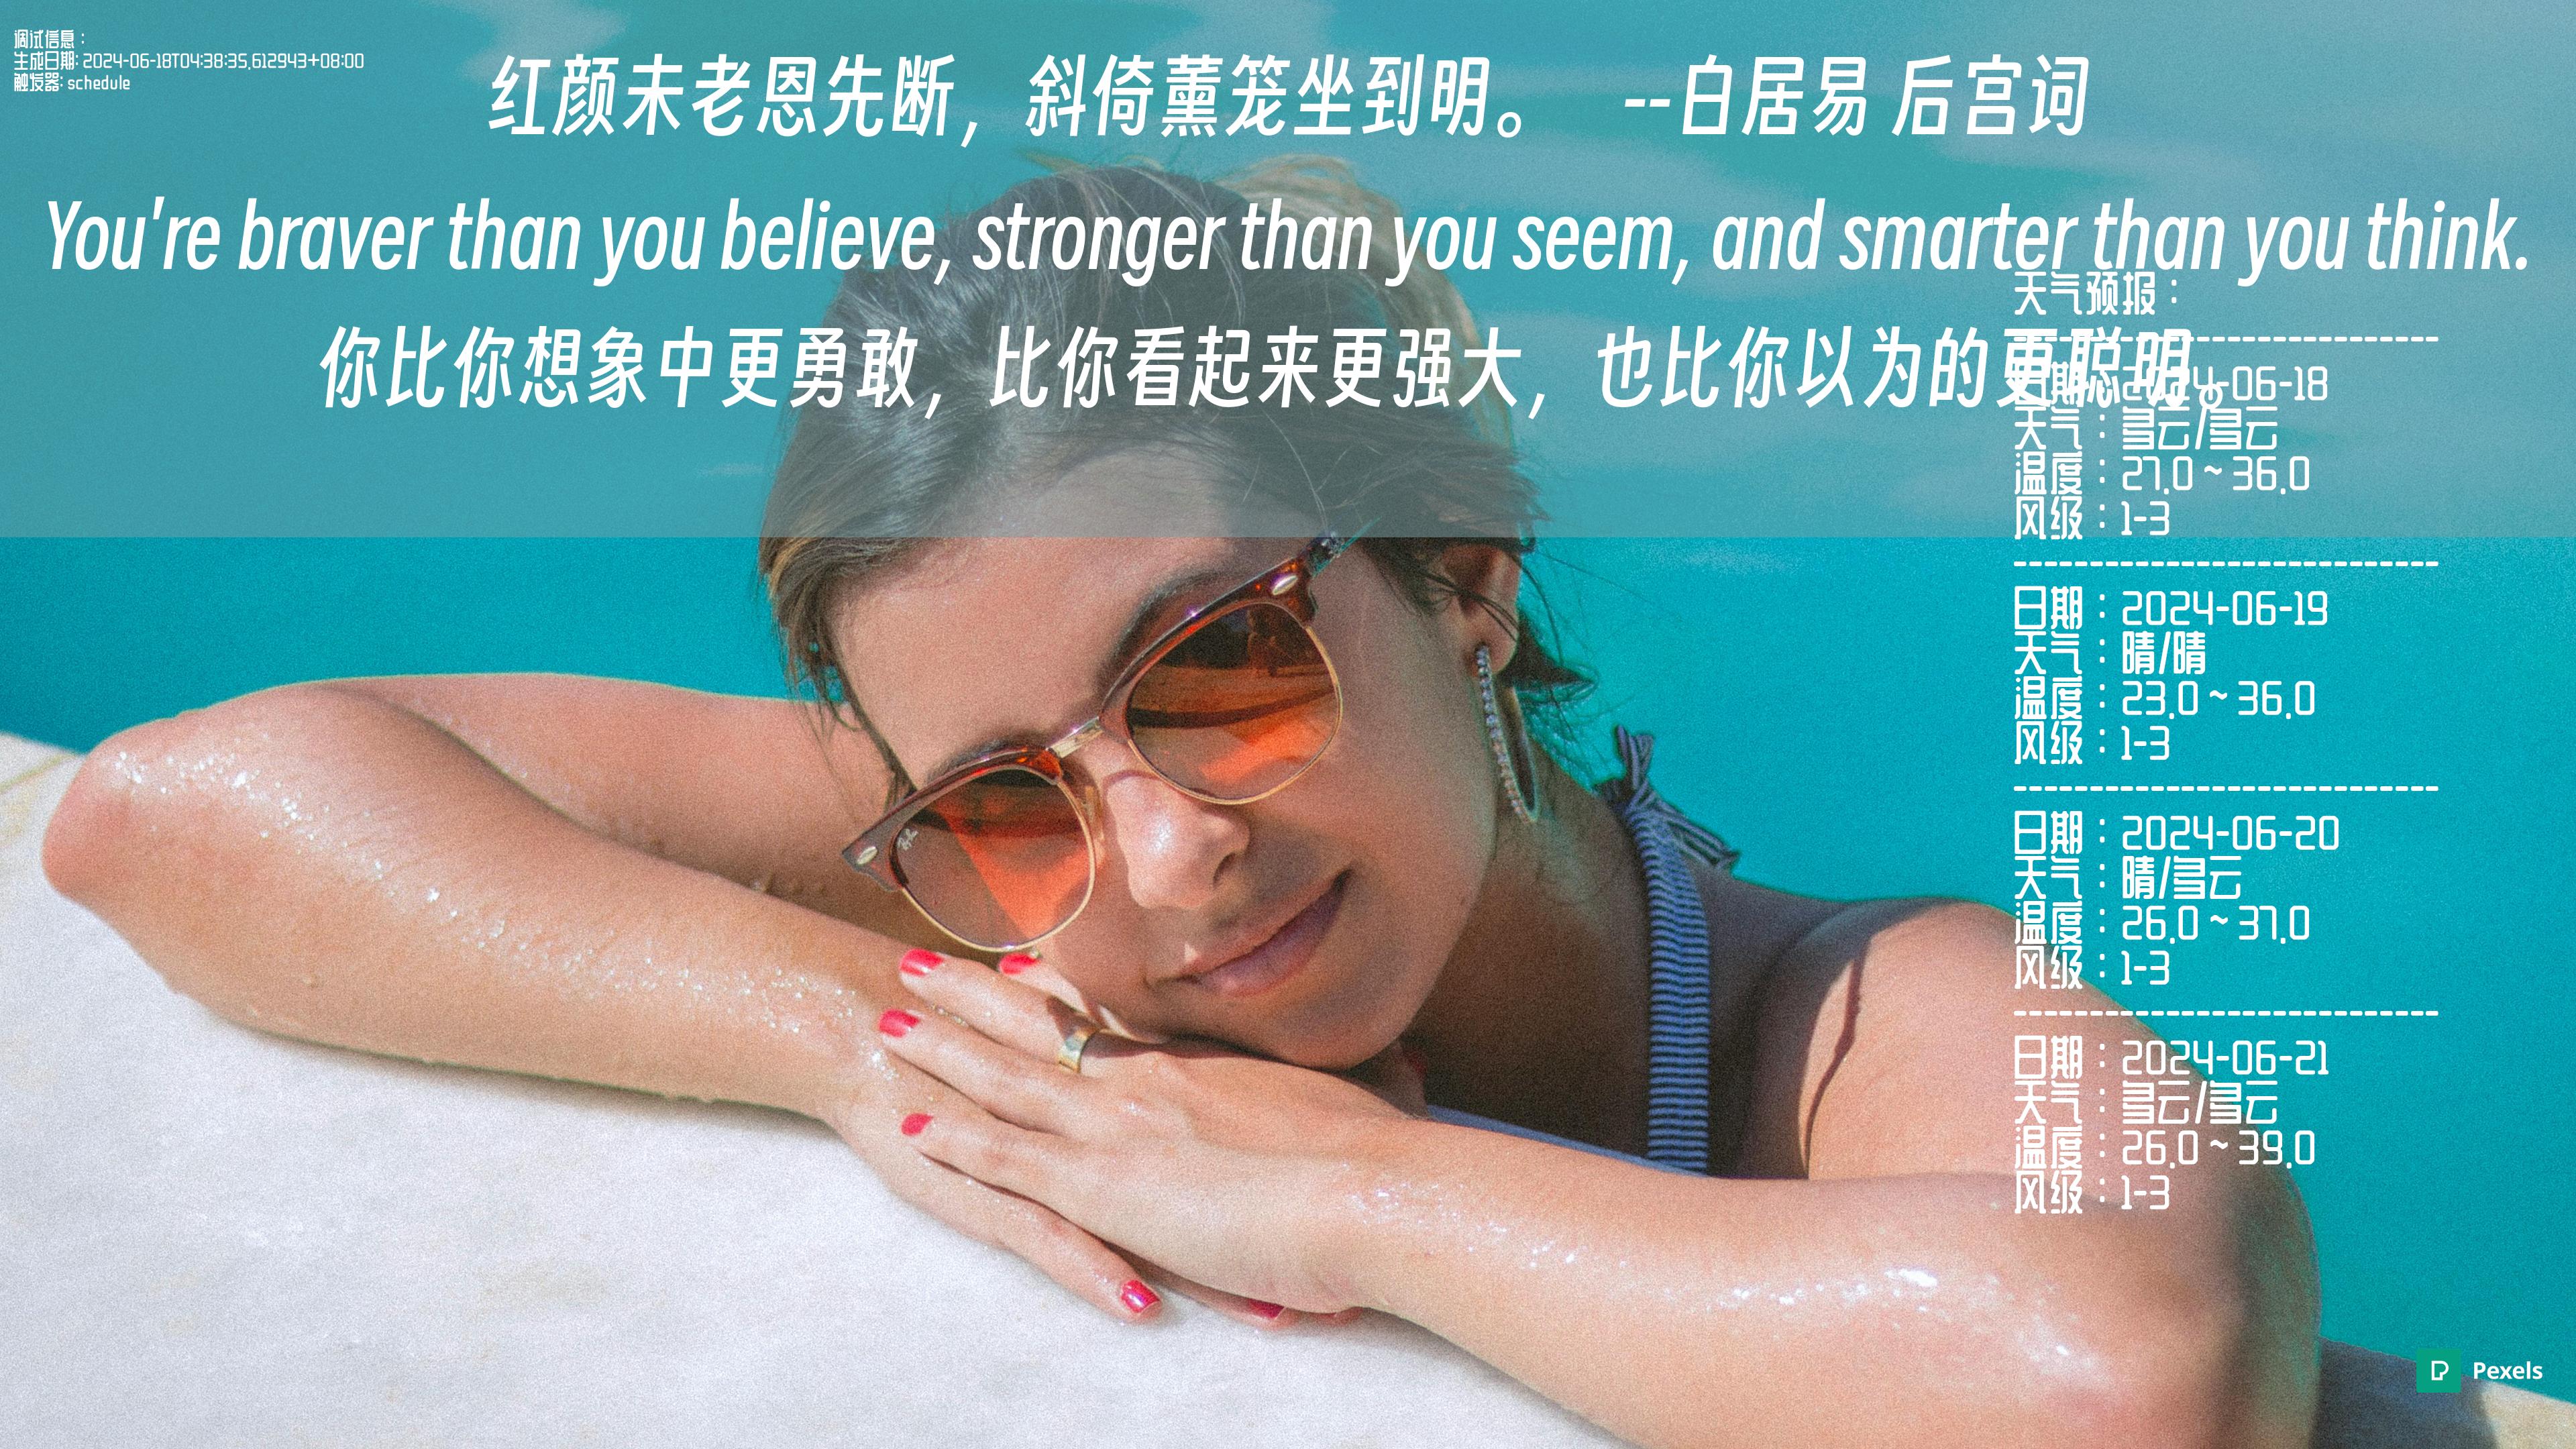 调试信息：
生成日期: 2024-06-18T04:38:35.612943+08:00
触发器: schedule
红颜未老恩先断，斜倚薰笼坐到明。 --白居易 后宫词
You're braver than you believe, stronger than you seem, and smarter than you think.
你比你想象中更勇敢，比你看起来更强大，也比你以为的更聪明。
天气预报：
----------------------------
日期：2024-06-18
天气：多云/多云
温度：27.0 ~ 36.0
风级：1-3
----------------------------
日期：2024-06-19
天气：晴/晴
温度：23.0 ~ 36.0
风级：1-3
----------------------------
日期：2024-06-20
天气：晴/多云
温度：26.0 ~ 37.0
风级：1-3
----------------------------
日期：2024-06-21
天气：多云/多云
温度：26.0 ~ 39.0
风级：1-3
Ray-Ban
Pexels